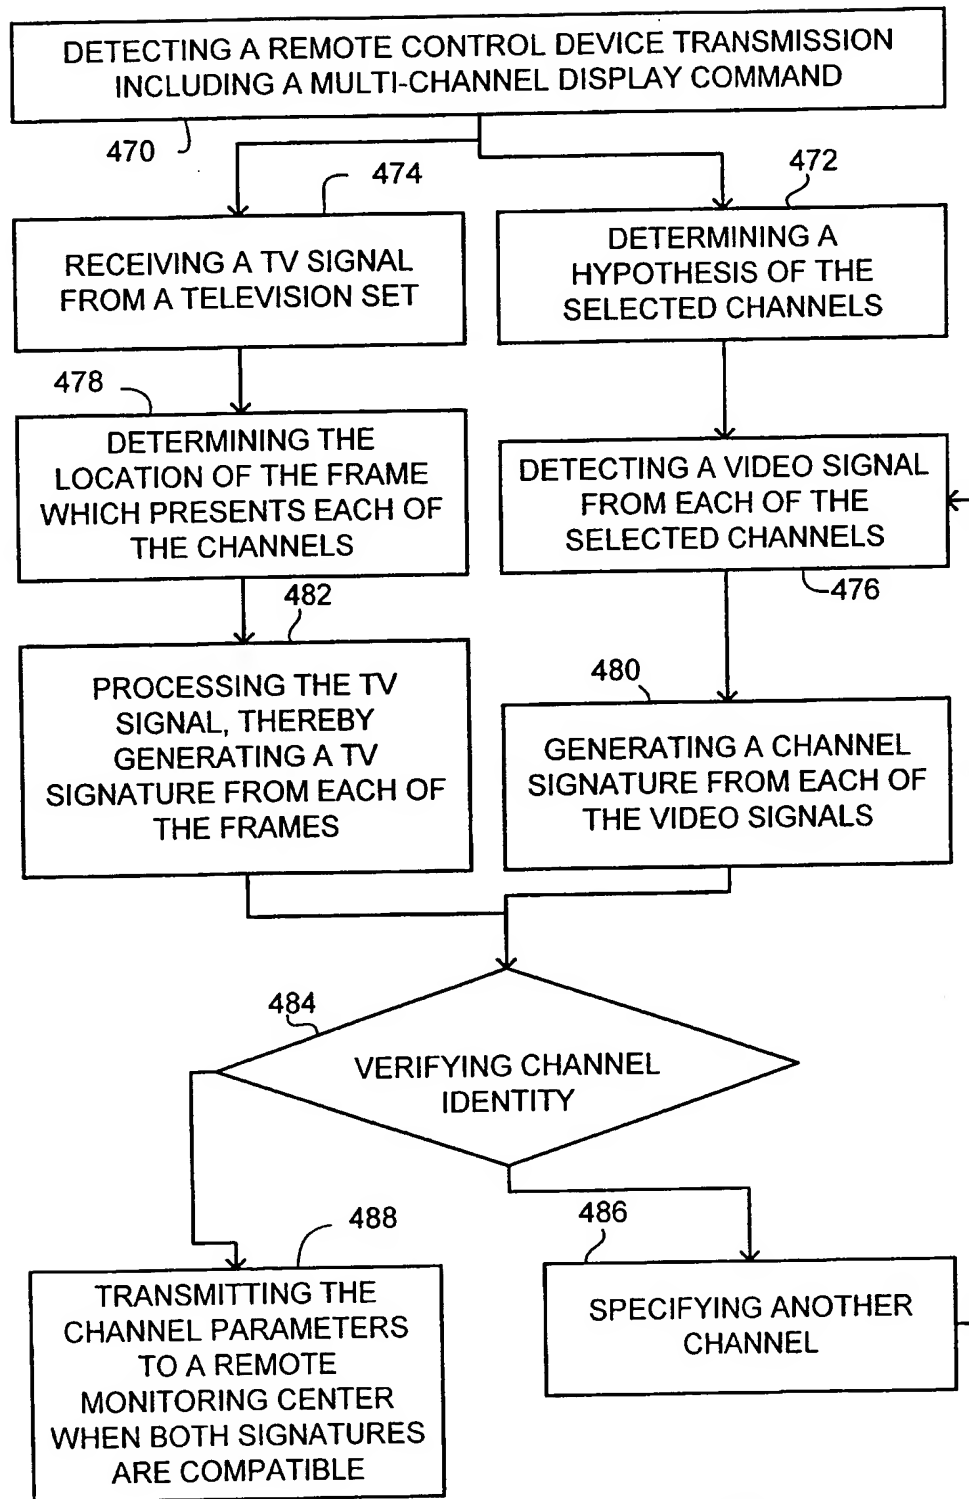 DETECTING A REMOTE CONTROL DEVICE TRANSMISSION
INCLUDING A MULTI-CHANNEL DISPLAY COMMAND
470
474
472
RECEIVING A TV SIGNAL
FROM A TELEVISION SET
DETERMINING A
HYPOTHESIS OF THE
SELECTED CHANNELS
478
DETERMINING THE
LOCATION OF THE FRAME
WHICH PRESENTS EACH OF
THE CHANNELS
DETECTING A VIDEO SIGNAL
FROM EACH OF THE
SELECTED CHANNELS
476
482
PROCESSING THE TV
SIGNAL, THEREBY
GENERATING A TV
SIGNATURE FROM EACH OF
THE FRAMES
480
GENERATING A CHANNEL
SIGNATURE FROM EACH OF
THE VIDEO SIGNALS
484
VERIFYING CHANNEL
IDENTITY
488
TRANSMITTING THE
CHANNEL PARAMETERS
TO A REMOTE
MONITORING CENTER
WHEN BOTH SIGNATURES
ARE COMPATIBLE
486
SPECIFYING ANOTHER
CHANNEL